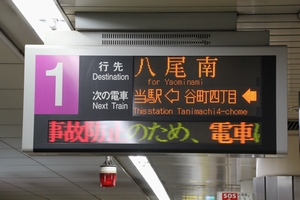 1
行先
Destination
八尾南
for Yaominami
次の電車
Next Train
当駅⇦谷町四丁目⬅
This station Tanimachi 4-chome
事故防止のため、電車
SOS